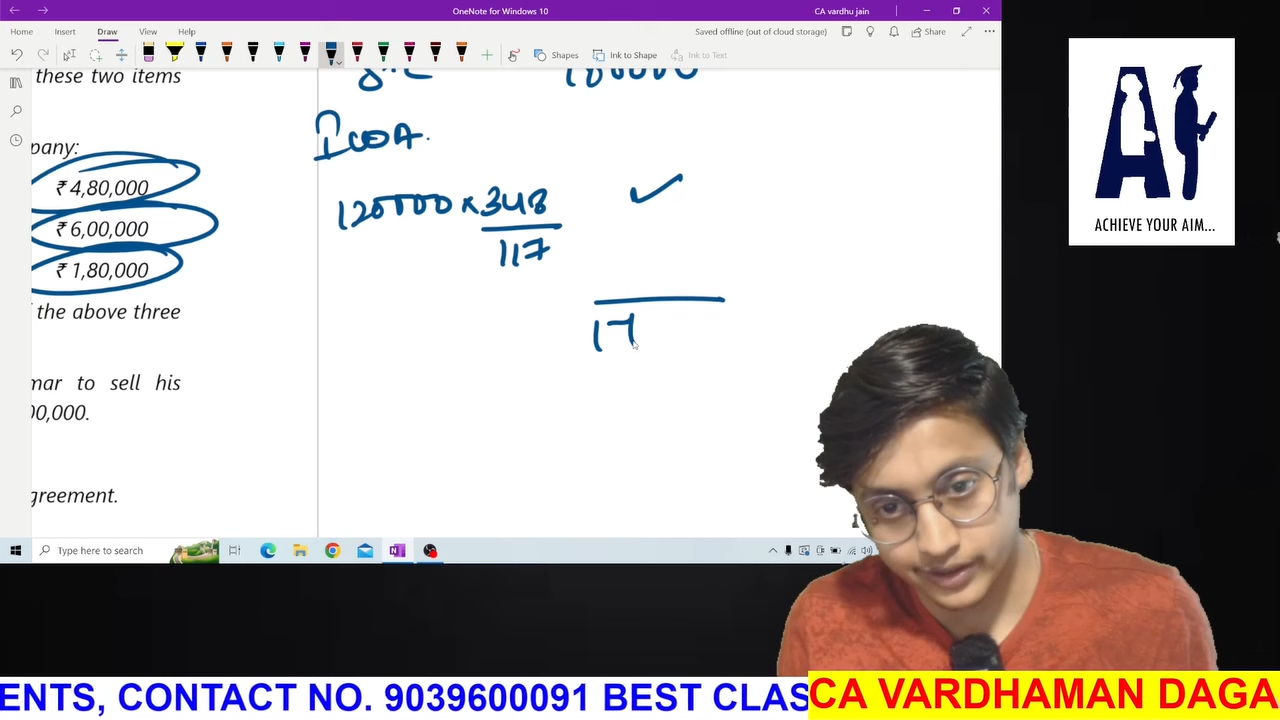 OneNote for Windows 10
CA vardhu jain
Home Insert Draw View Help
Saved offline (out of cloud storage)
Share
Shapes
Ink to Shape
Ink to Text
these two items
pany:
₹ 4,80,000
₹ 6,00,000
₹ 1,80,000
f the above three
mar to sell his
00,000.
greement.
180000
ICOA.
120000 × 348
117
17
ACHIEVE YOUR AIM...
Type here to search
ENTS, CONTACT NO. 9039600091 BEST CLAS
CA VARDHAMAN DAGA